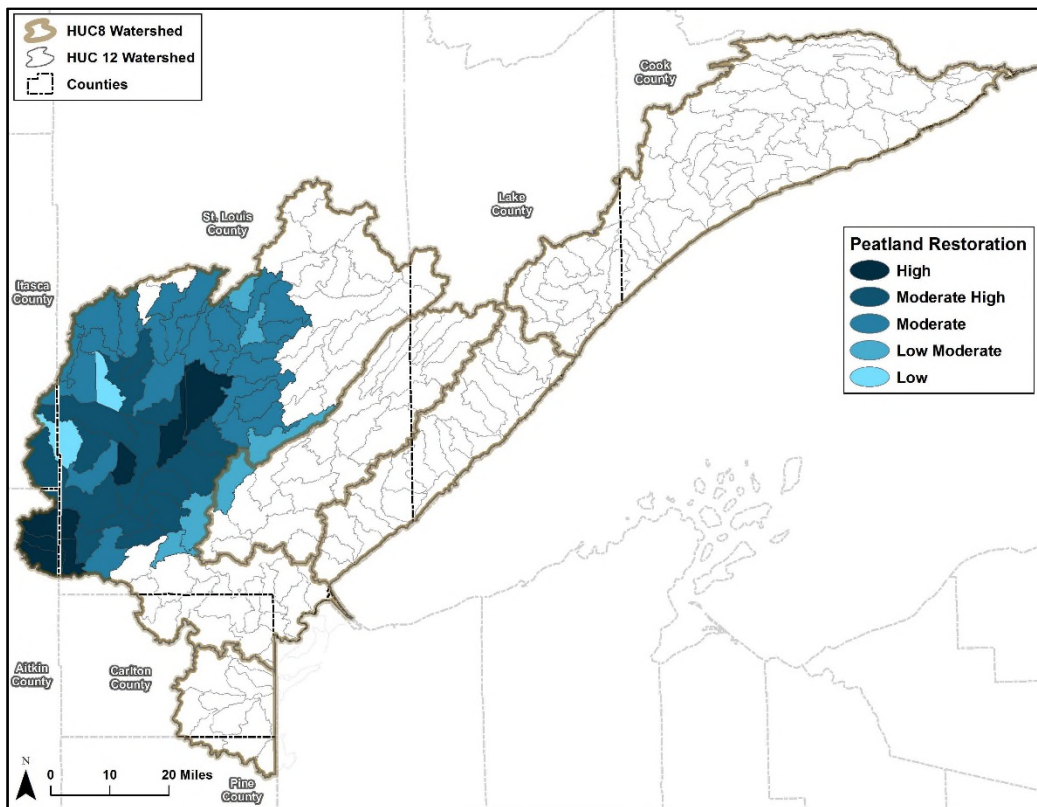 HUC8 Watershed
HUC 12 Watershed
Counties
Cook
County
Lake
County
St. Louis
County
Itasca
County
Peatland Restoration
High
Moderate High
Moderate
Low Moderate
Low
Aitkin
County
Carlton
County
Pine
County
N
0 10 20 Miles